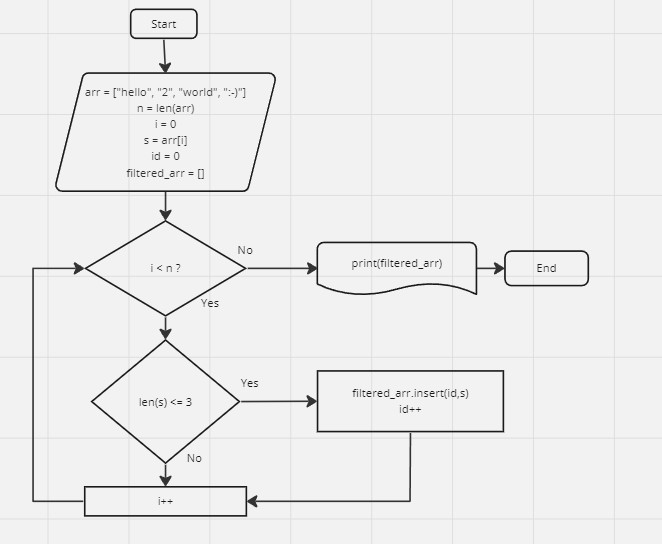 Start
arr = ["hello", "2", "world", ":-)"]
n = len(arr)
i = 0
s = arr[i]
id = 0
filtered_arr = []
i < n ?
No
print(filtered_arr)
End
Yes
len(s) <= 3
Yes
filtered_arr.insert(id,s)
id++
No
i++